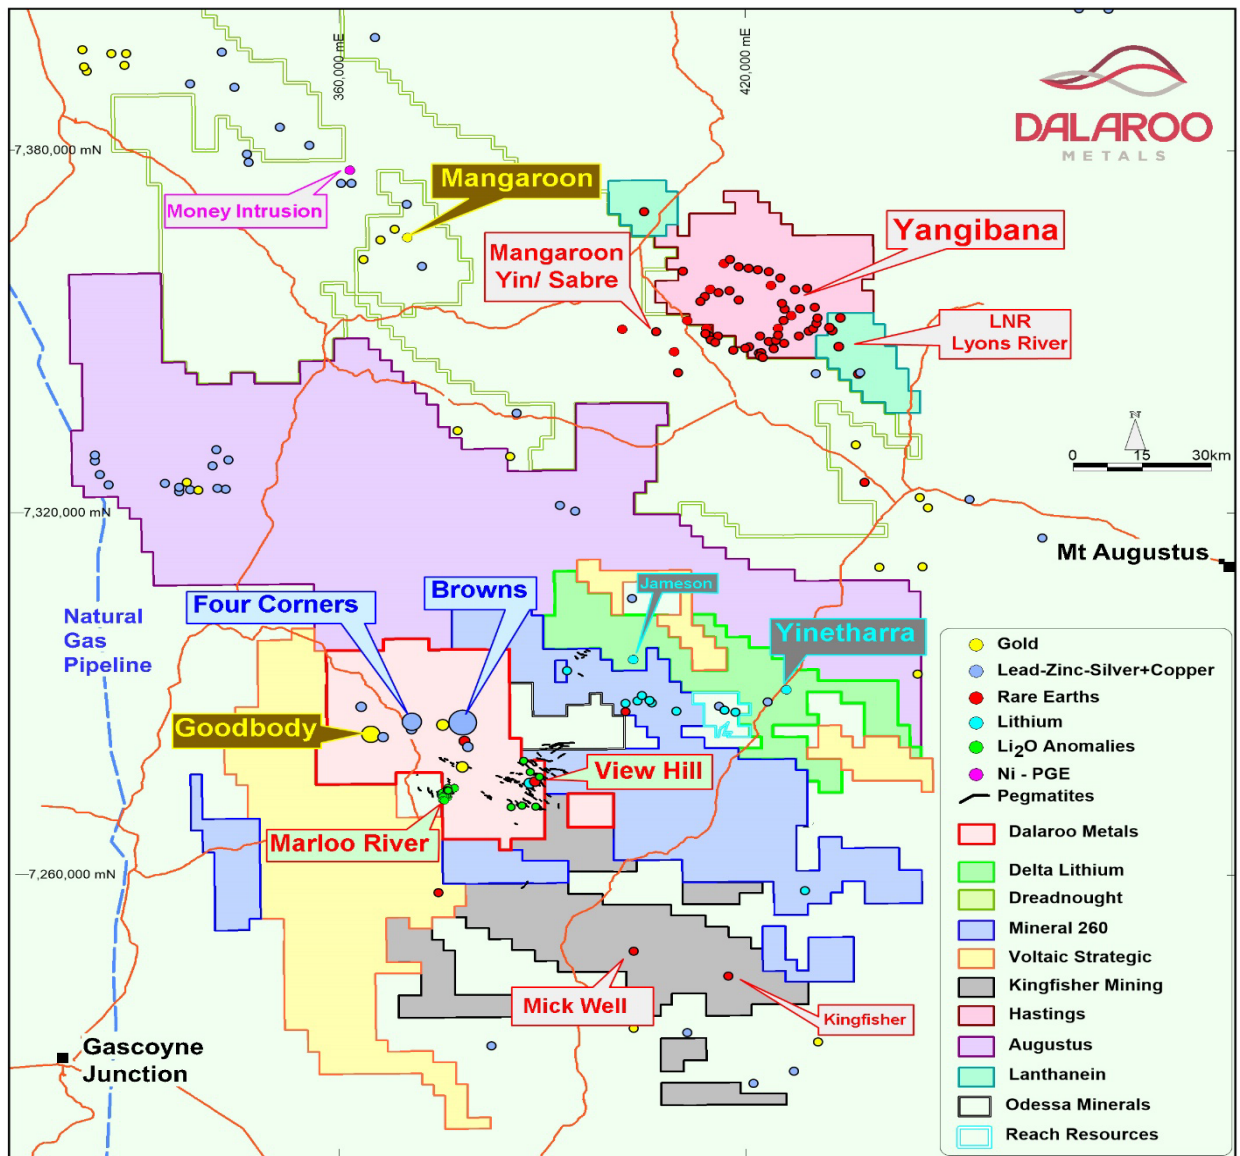 360,000 mE
420,000 mE
DALAROO
METALS
7,380,000 mN
Mangaroon
Money Intrusion
Yangibana
Mangaroon
Yin/ Sabre
LNR
Lyons River
N
0 15 30km
7,320,000 mN
Mt Augustus
Jameson
Browns
Four Corners
Natural
Gas
Pipeline
Yinetharra
Goodbody
View Hill
Marloo River
7,260,000 mN
Mick Well
Kingfisher
Gascoyne
Junction
Gold
Lead-Zinc-Silver+Copper
Rare Earths
Lithium
Li2O Anomalies
Ni - PGE
Pegmatites
Dalaroo Metals
Delta Lithium
Dreadnought
Mineral 260
Voltaic Strategic
Kingfisher Mining
Hastings
Augustus
Lanthanein
Odessa Minerals
Reach Resources